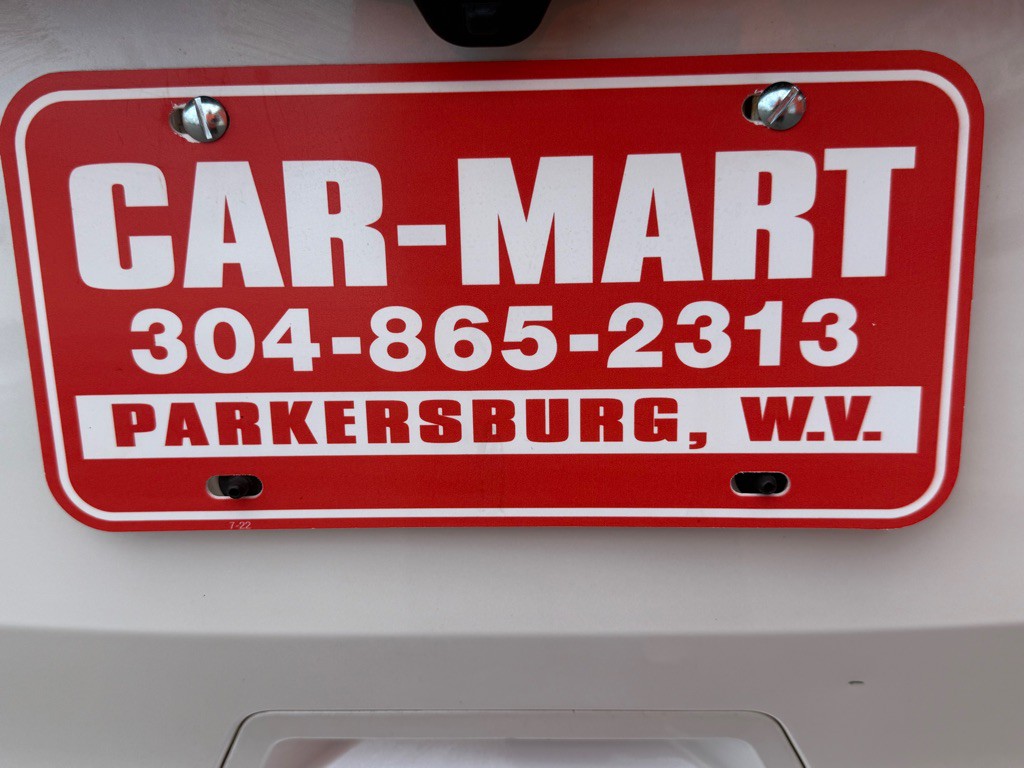 CAR-MART
304-865-2313
PARKERSBURG, W.V.
7-22